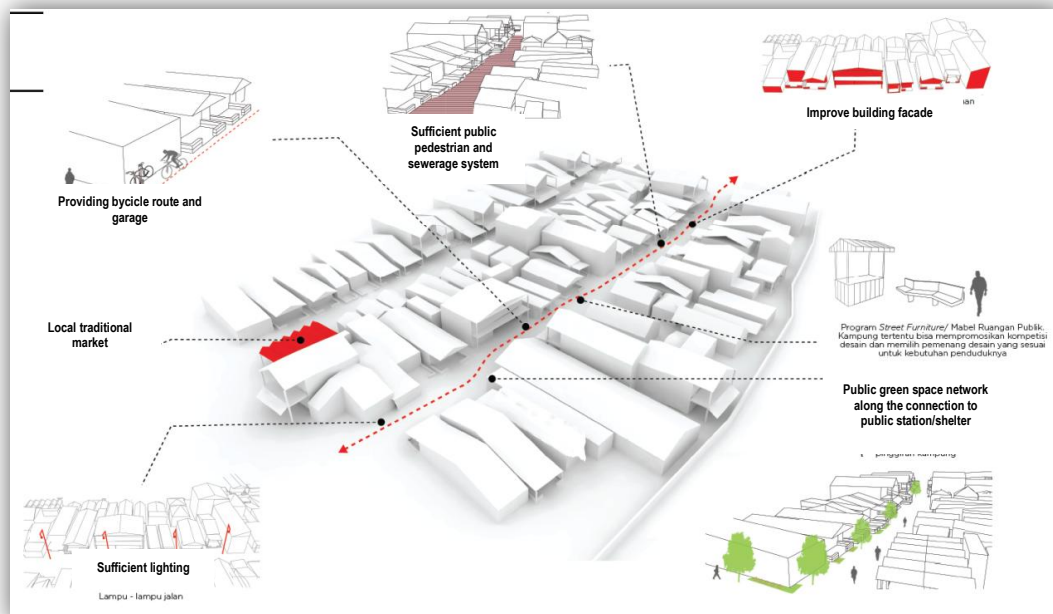 Sufficient public
pedestrian and
sewerage system
Improve building facade
Providing bycicle route and
garage
Local traditional
market
Program Street Furniture/ Mabel Ruangan Publik.
Kampung tertentu bisa mempromosikan kompetisi
desain dan memilih pemenang desain yang sesuai
untuk kebutuhan penduduknya
Public green space network
along the connection to
public station/shelter
pinggiran kampung
Sufficient lighting
Lampu - lampu jalan